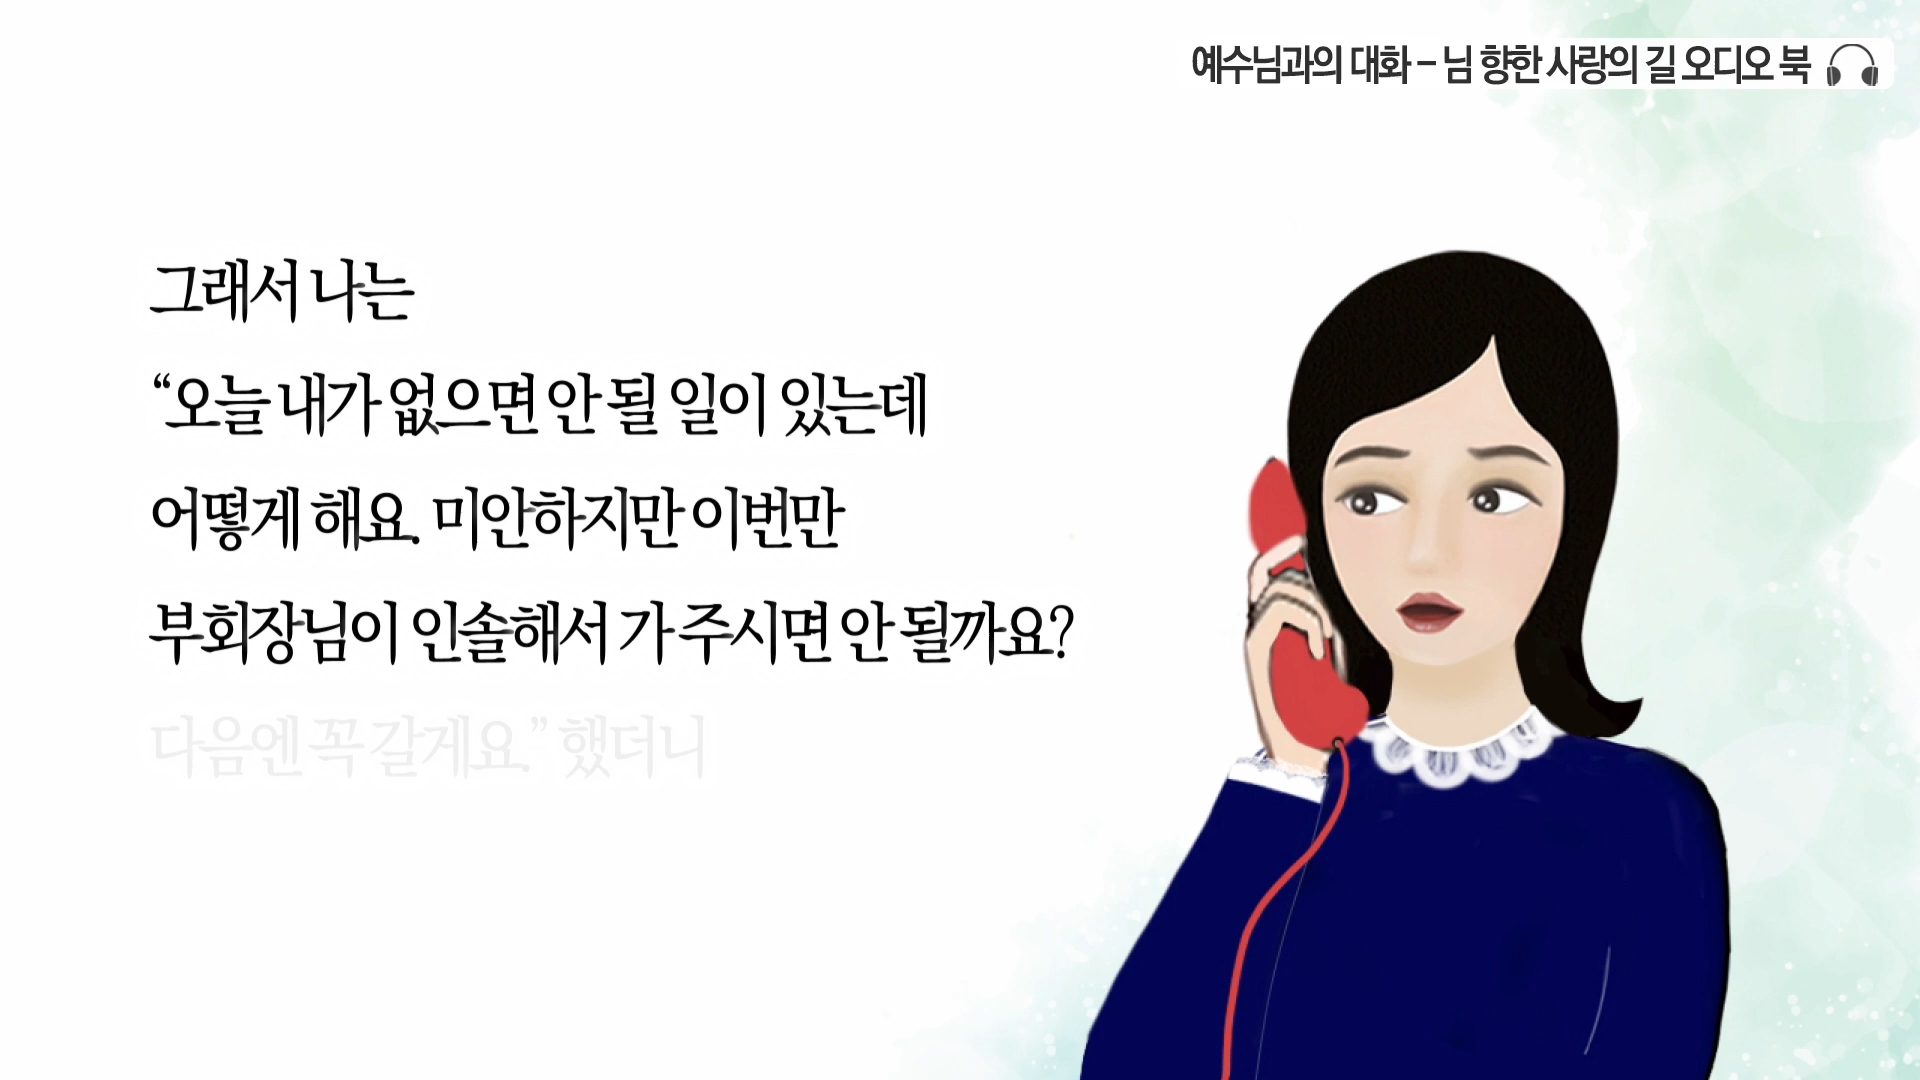 예수님과의 대화 - 님 향한 사랑의 길 오디오 북
그래서 나는
“오늘 내가 없으면 안 될 일이 있는데
어떻게 해요. 미안하지만 이번만
부회장님이 인솔해서 가 주시면 안 될까요?
다음엔 꼭 갈게요.” 했더니